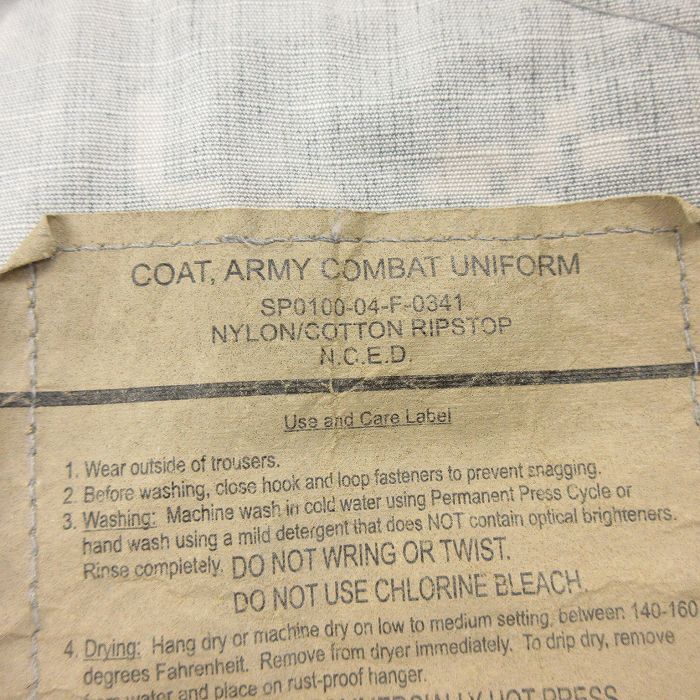 COAT, ARMY COMBAT UNIFORM
SP0100-04-F-0341
NYLON/COTTON RIPSTOP
N.C.E.D.
Use and Care Label
1. Wear outside of trousers.
2. Before washing, close hook and loop fasteners to prevent snagging.
3. Washing: Machine wash in cold water using Permanent Press Cycle or
hand wash using a mild detergent that does NOT contain optical brighteners.
Rinse completely. DO NOT WRING OR TWIST.
DO NOT USE CHLORINE BLEACH.
4. Drying: Hang dry or machine dry on low to medium setting, between 140-160
degrees Fahrenheit. Remove from dryer immediately. To drip dry, remove
from water and place on rust-proof hanger.
HOT PRESS